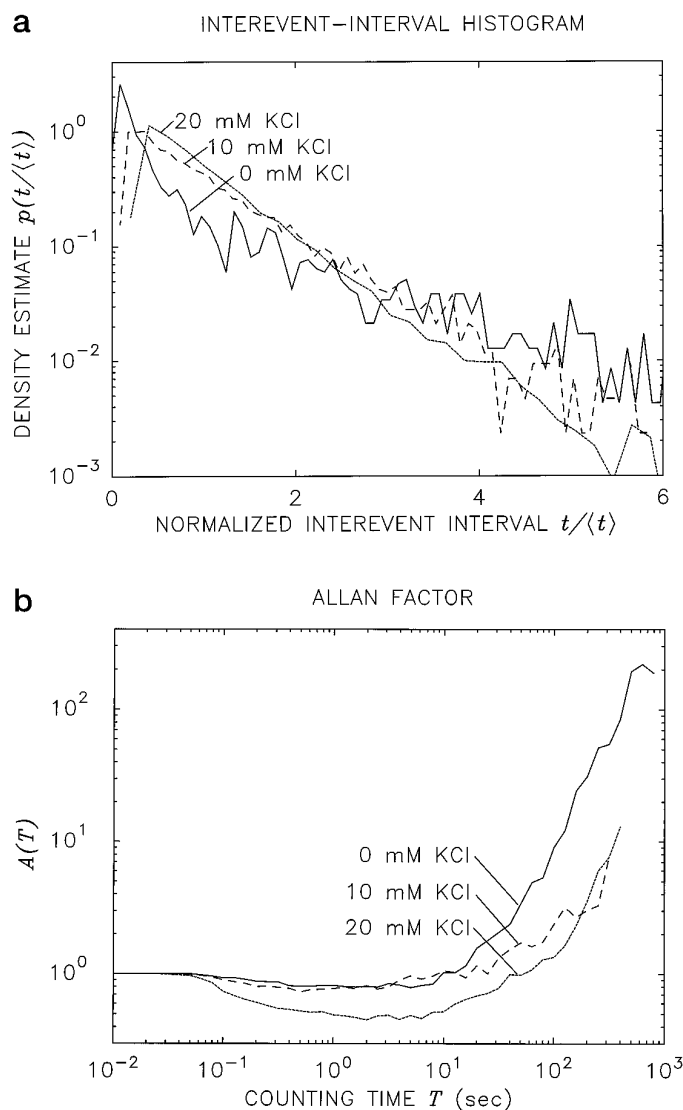 a
INTEREVENT-INTERVAL HISTOGRAM
DENSITY ESTIMATE p(t/⟨t⟩)
10^0
10^-1
10^-2
10^-3
20 mM KCl
10 mM KCl
0 mM KCl
0
2
4
6
NORMALIZED INTEREVENT INTERVAL t/⟨t⟩
b
ALLAN FACTOR
A(T)
10^2
10^1
10^0
0 mM KCl
10 mM KCl
20 mM KCl
10^-2
10^-1
10^0
10^1
10^2
10^3
COUNTING TIME T (sec)